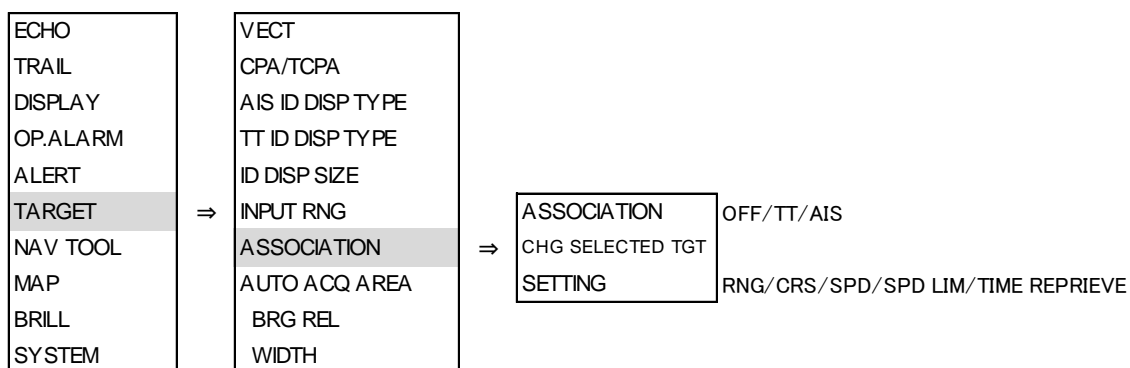 ECHO
TRAIL
DISPLAY
OP.ALARM
ALERT
TARGET
NAV TOOL
MAP
BRILL
SYSTEM
⇒
VECT
CPA/TCPA
AIS ID DISP TYPE
TT ID DISP TYPE
ID DISP SIZE
INPUT RNG
ASSOCIATION
AUTO ACQ AREA
BRG REL
WIDTH
⇒
ASSOCIATION OFF/TT/AIS
CHG SELECTED TGT
SETTING RNG/CRS/SPD/SPD LIM/TIME REPRIEVE